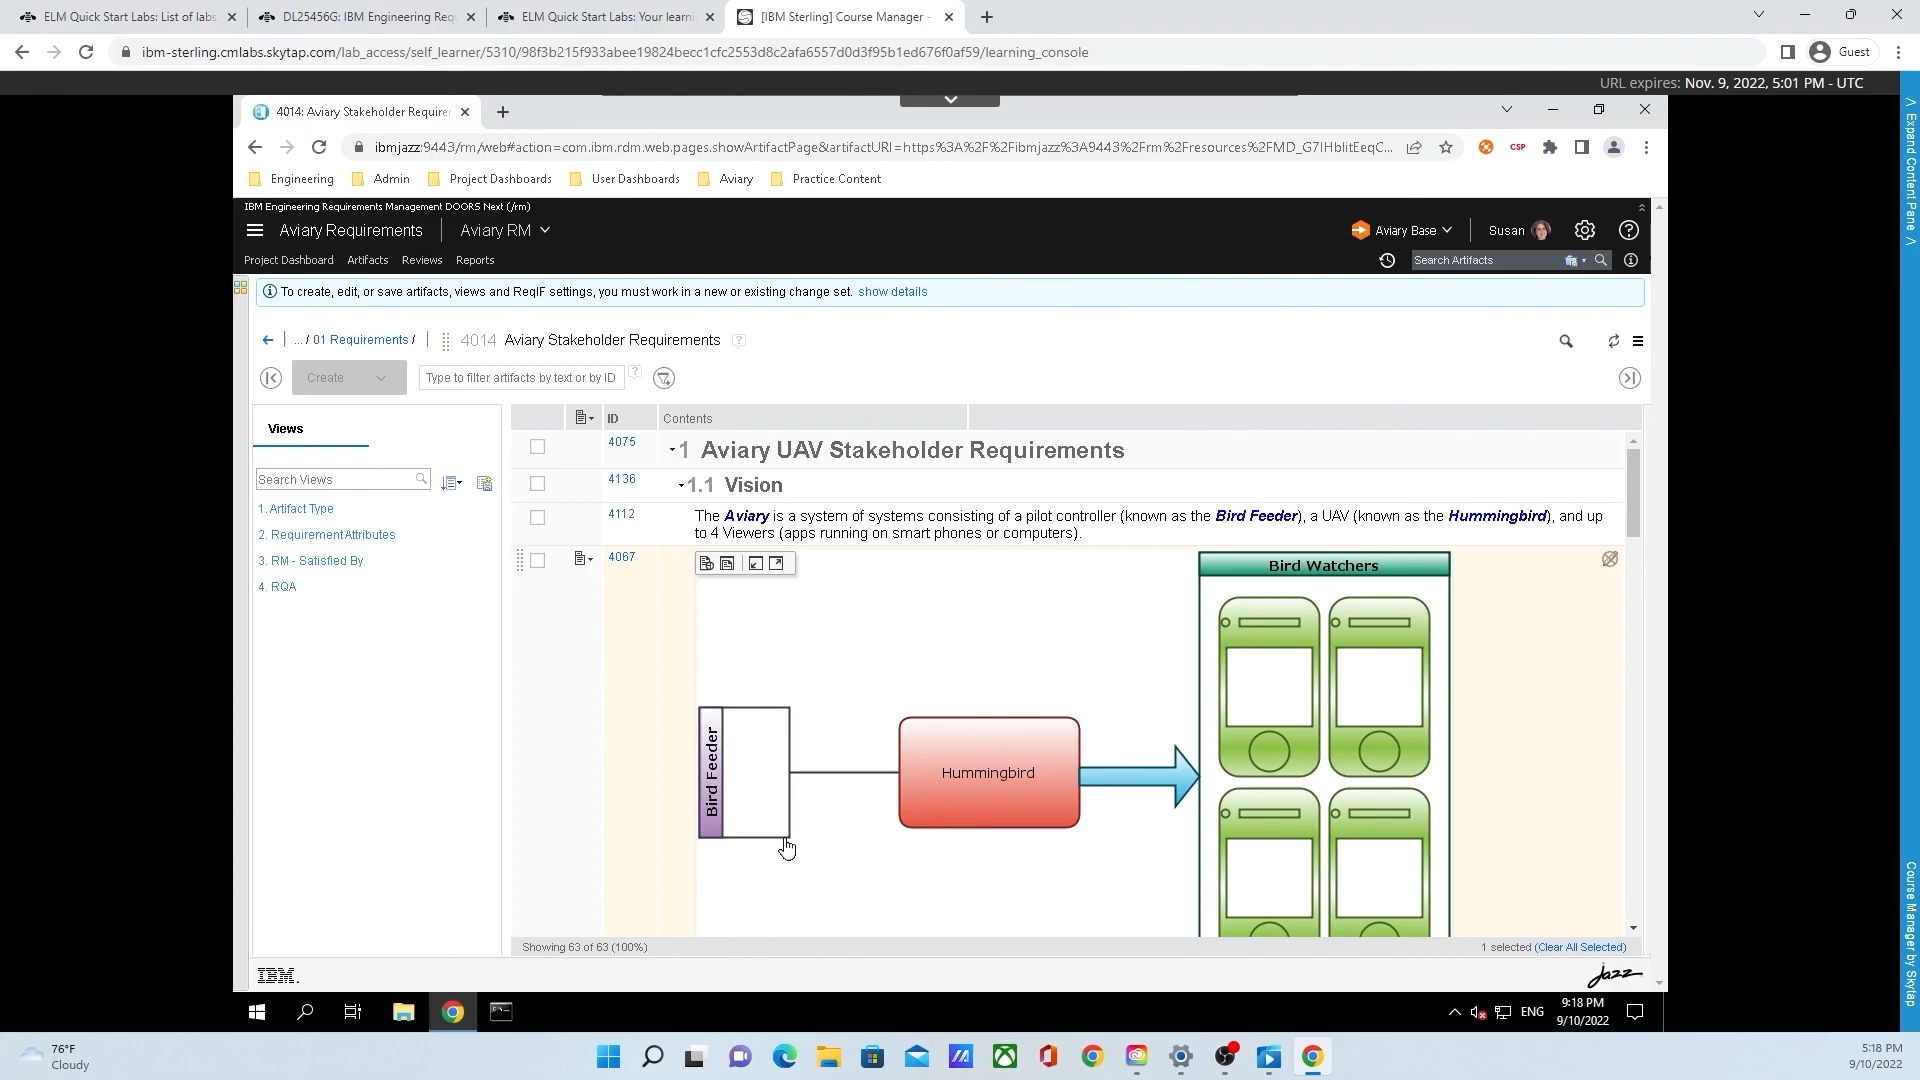 ELM Quick Start Labs: List of labs
DL25456G: IBM Engineering Req
ELM Quick Start Labs: Your learni
[IBM Sterling] Course Manager -
ibm-sterling.cmlabs.skytap.com/lab_access/self_learner/5310/98f3b215f933abee19824becc1cfc2553d8c2afa6557d0d3f95b1ed676f0af59/learning_console
Guest
URL expires: Nov. 9, 2022, 5:01 PM - UTC
4014: Aviary Stakeholder Require
ibmjazz:9443/rm/web#action=com.ibm.rdm.web.pages.showArtifactPage&artifactURI=https%3A%2F%2Fibmjazz%3A9443%2Frm%2Fresources%2FMD_G7IHblitEeqC...
CSP
Engineering
Admin
Project Dashboards
User Dashboards
Aviary
Practice Content
IBM Engineering Requirements Management DOORS Next (/rm)
Aviary Requirements
Aviary RM
Aviary Base
Susan
Project Dashboard
Artifacts
Reviews
Reports
Search Artifacts
To create, edit, or save artifacts, views and ReqIF settings, you must work in a new or existing change set. show details
... / 01 Requirements /
4014 Aviary Stakeholder Requirements
Create
Type to filter artifacts by text or by ID
Views
Search Views
1. Artifact Type
2. Requirement Attributes
3. RM - Satisfied By
4. RQA
ID
Contents
4075
1 Aviary UAV Stakeholder Requirements
4136
1.1 Vision
4112
The Aviary is a system of systems consisting of a pilot controller (known as the Bird Feeder), a UAV (known as the Hummingbird), and up
to 4 Viewers (apps running on smart phones or computers).
4067
Bird Watchers
Bird Feeder
Hummingbird
Showing 63 of 63 (100%)
1 selected (Clear All Selected)
IBM.
jazz
ENG
9:18 PM
9/10/2022
Expand Content Pane
Course Manager by Skytap
76°F
Cloudy
5:18 PM
9/10/2022